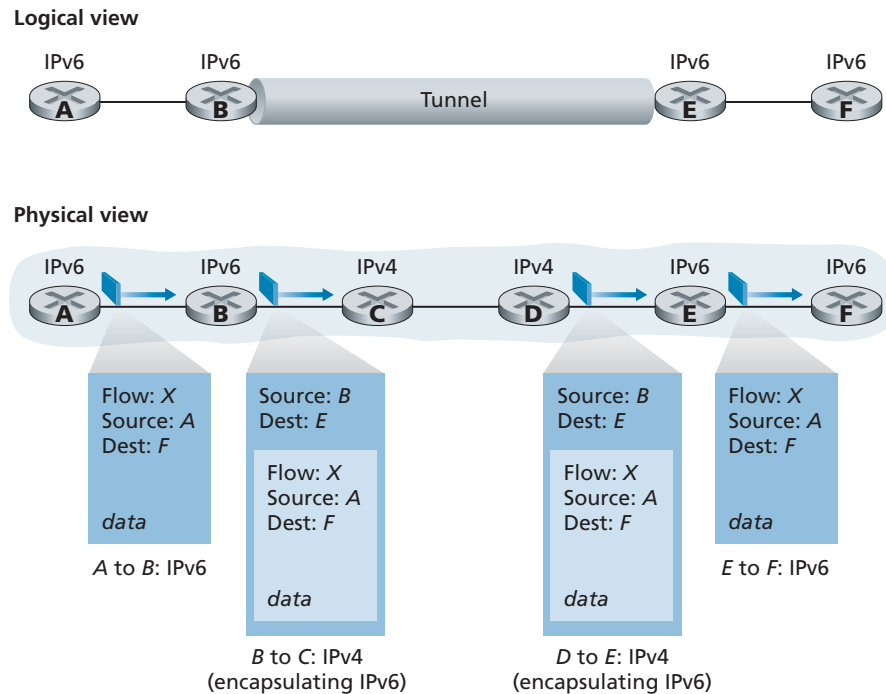 Logical view
IPv6 IPv6 IPv6 IPv6
A B Tunnel E F
Physical view
IPv6 IPv6 IPv4 IPv4 IPv6 IPv6
A B C D E F
Flow: X
Source: A
Dest: F
data
A to B: IPv6
Source: B
Dest: E
Flow: X
Source: A
Dest: F
data
B to C: IPv4
(encapsulating IPv6)
Source: B
Dest: E
Flow: X
Source: A
Dest: F
data
D to E: IPv4
(encapsulating IPv6)
Flow: X
Source: A
Dest: F
data
E to F: IPv6